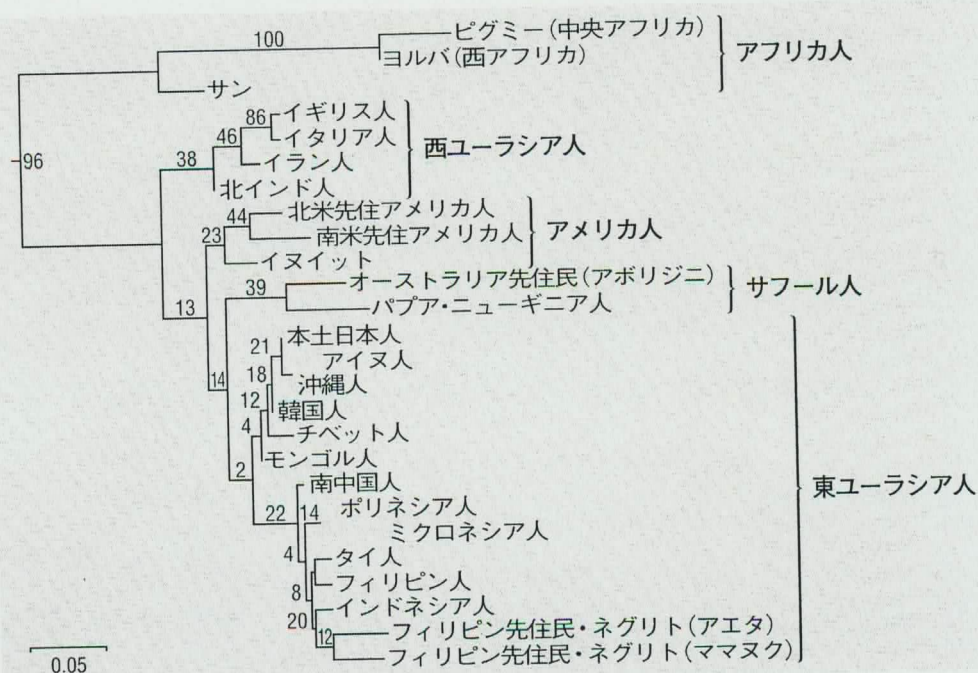 100
ピグミー(中央アフリカ)
ヨルバ(西アフリカ)
サン
アフリカ人
96
38
46
86
イギリス人
イタリア人
イラン人
北インド人
西ユーラシア人
13
23
44
北米先住アメリカ人
南米先住アメリカ人
イヌイット
アメリカ人
14
39
オーストラリア先住民(アボリジニ)
パプア・ニューギニア人
サフール人
2
4
12
18
21
本土日本人
アイヌ人
沖縄人
韓国人
チベット人
モンゴル人
22
南中国人
14
ポリネシア人
ミクロネシア人
4
タイ人
フィリピン人
8
インドネシア人
20
12
フィリピン先住民・ネグリト(アエタ)
フィリピン先住民・ネグリト(ママヌク)
東ユーラシア人
0.05